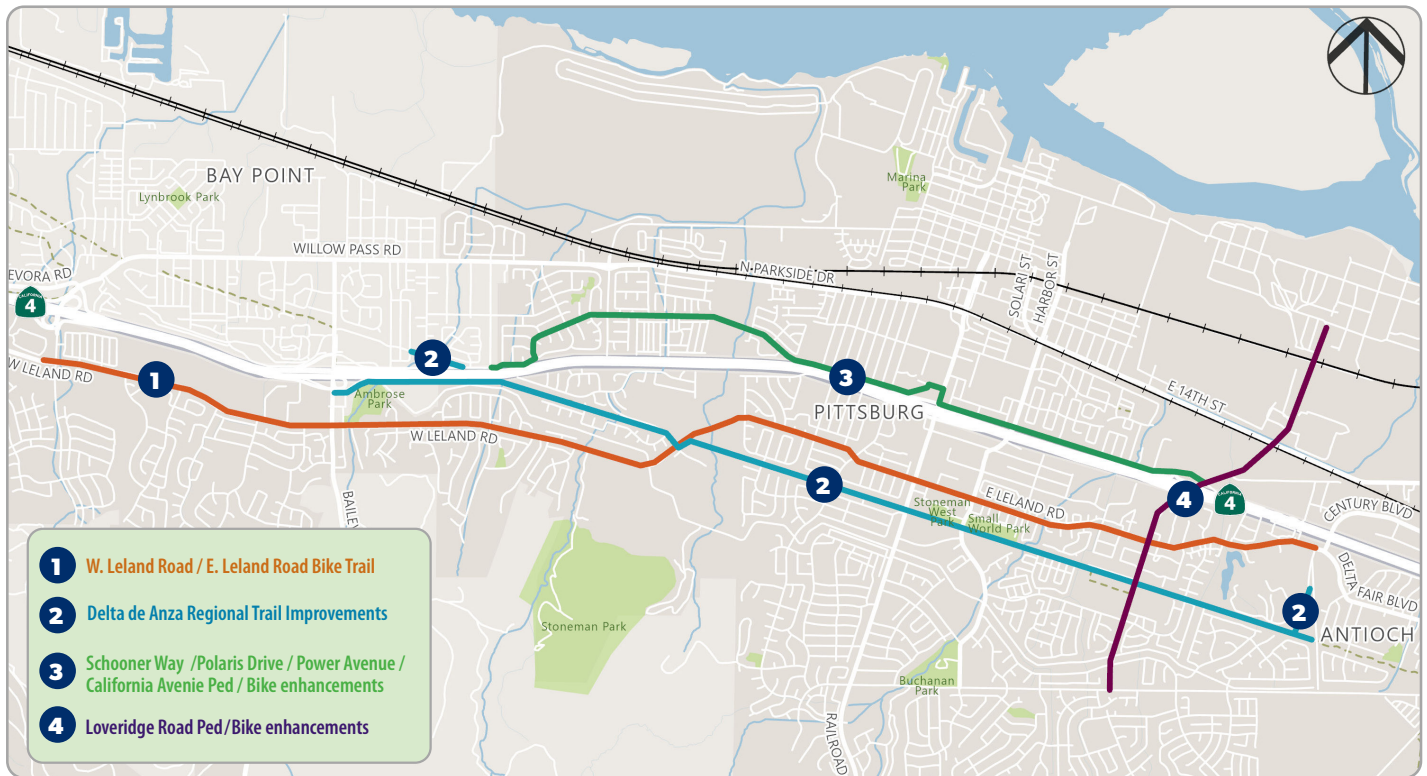 BAY POINT
Lynbrook Park
Marina
Park
WILLOW PASS RD
EVORA RD
N PARKSIDE DR
SOLARI ST
HARBOR ST
CALIFORNIA
4
2
W LELAND RD
1
Ambrose
Park
3
E 14TH ST
PITTSBURG
W LELAND RD
2
4
CALIFORNIA
4
BAILEY
Stoneman
West
Park
Small
World Park
E LELAND RD
CENTURY BLVD
DELTA
FAIR BLVD
2
ANTIOCH
Stoneman Park
Buchanan
Park
RAILROAD
1 W. Leland Road / E. Leland Road Bike Trail
2 Delta de Anza Regional Trail Improvements
3 Schooner Way /Polaris Drive / Power Avenue /
California Avenie Ped / Bike enhancements
4 Loveridge Road Ped/Bike enhancements